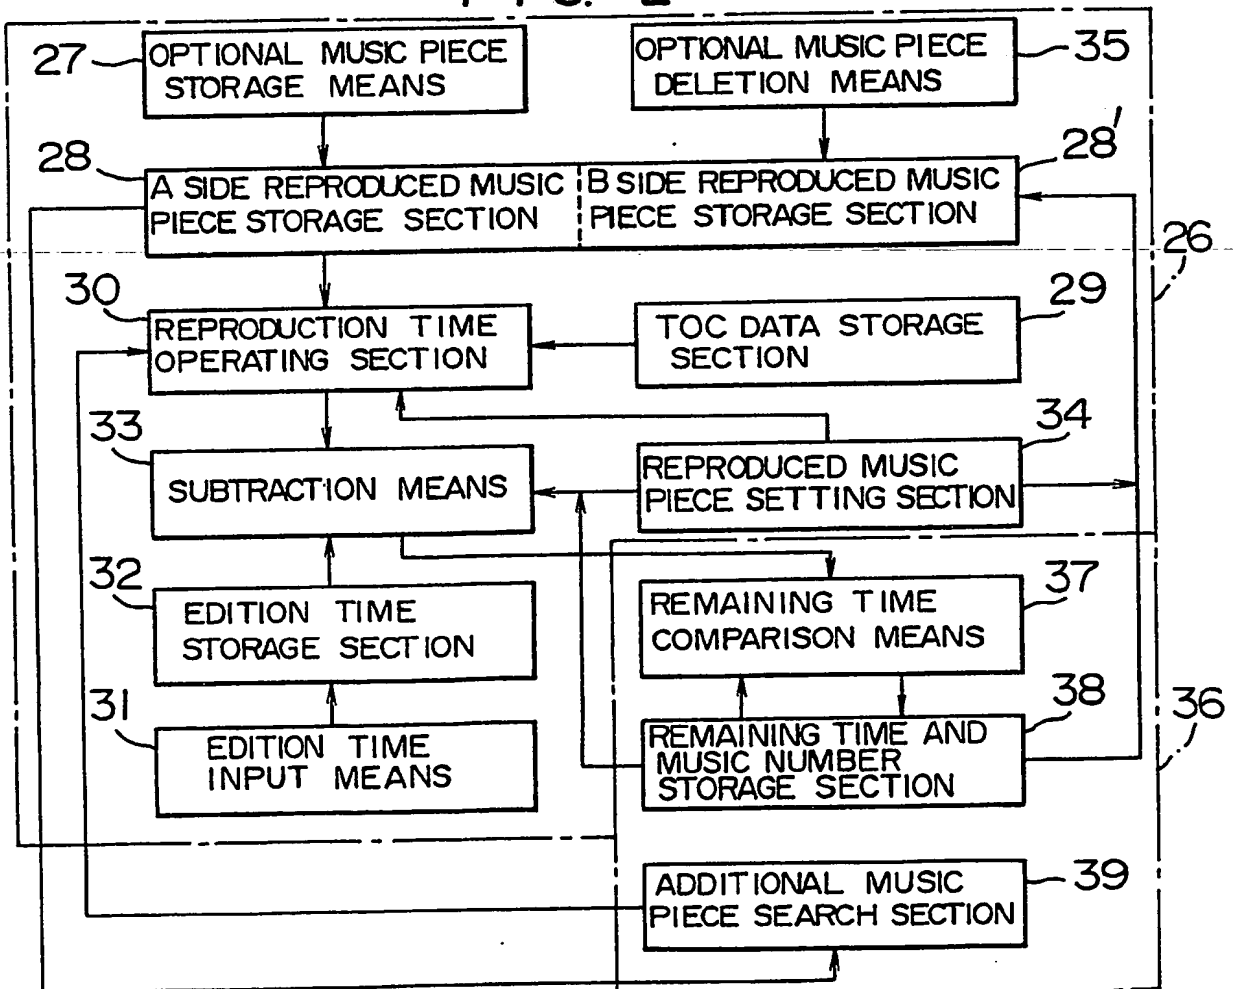 FIG. 2
27
OPTIONAL MUSIC PIECE
STORAGE MEANS
OPTIONAL MUSIC PIECE
DELETION MEANS
35
28
A SIDE REPRODUCED MUSIC
PIECE STORAGE SECTION
B SIDE REPRODUCED MUSIC
PIECE STORAGE SECTION
28'
26
30
REPRODUCTION TIME
OPERATING SECTION
TOC DATA STORAGE
SECTION
29
33
SUBTRACTION MEANS
REPRODUCED MUSIC
PIECE SETTING SECTION
34
32
EDITION TIME
STORAGE SECTION
REMAINING TIME
COMPARISON MEANS
37
31
EDITION TIME
INPUT MEANS
REMAINING TIME AND
MUSIC NUMBER
STORAGE SECTION
38
36
ADDITIONAL MUSIC
PIECE SEARCH SECTION
39